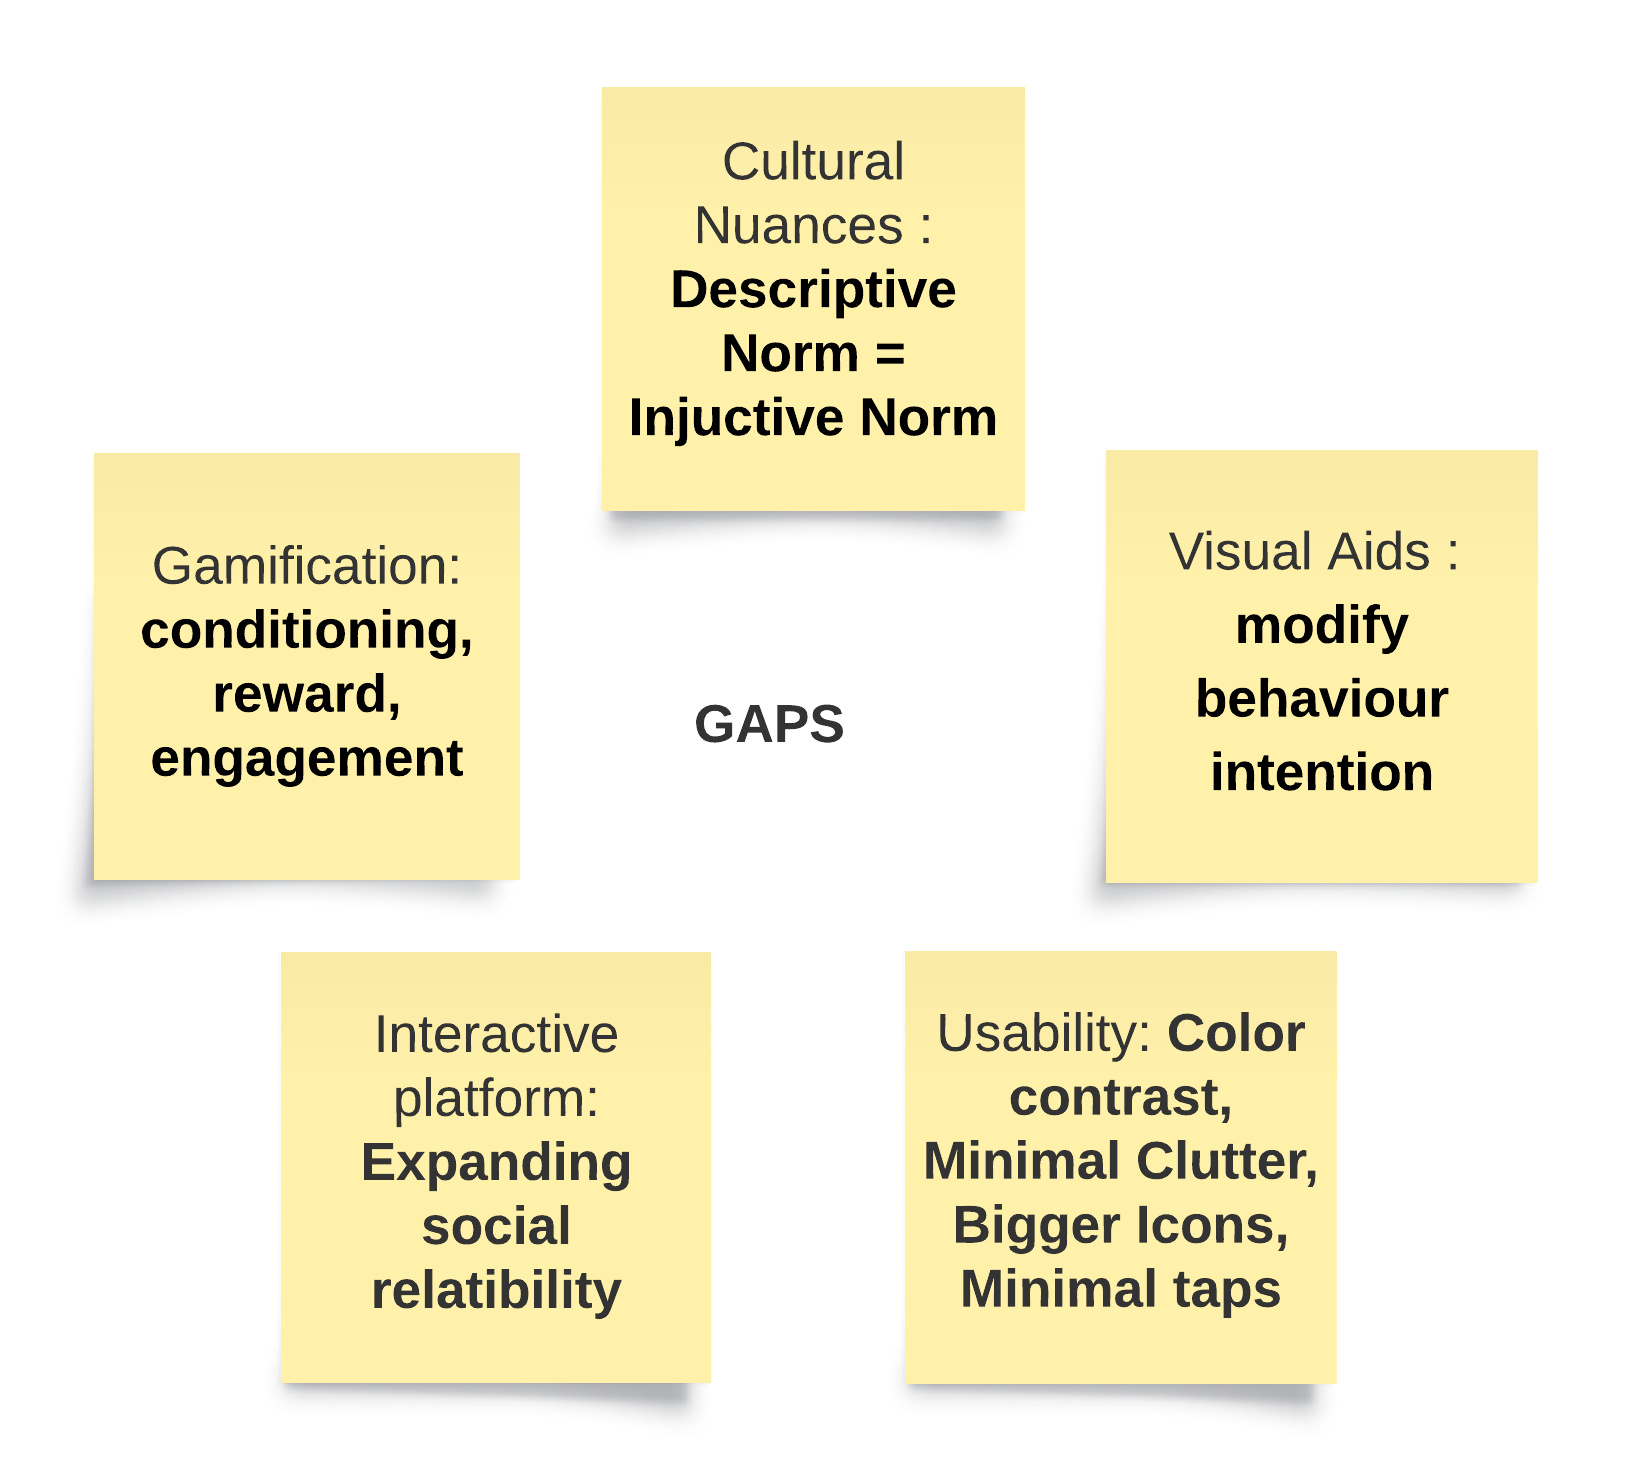 Cultural
Nuances :
Descriptive
Norm =
Injuctive Norm
Gamification:
conditioning,
reward,
engagement
GAPS
Visual Aids :
modify
behaviour
intention
Interactive
platform:
Expanding
social
relatibility
Usability: Color
contrast,
Minimal Clutter,
Bigger Icons,
Minimal taps